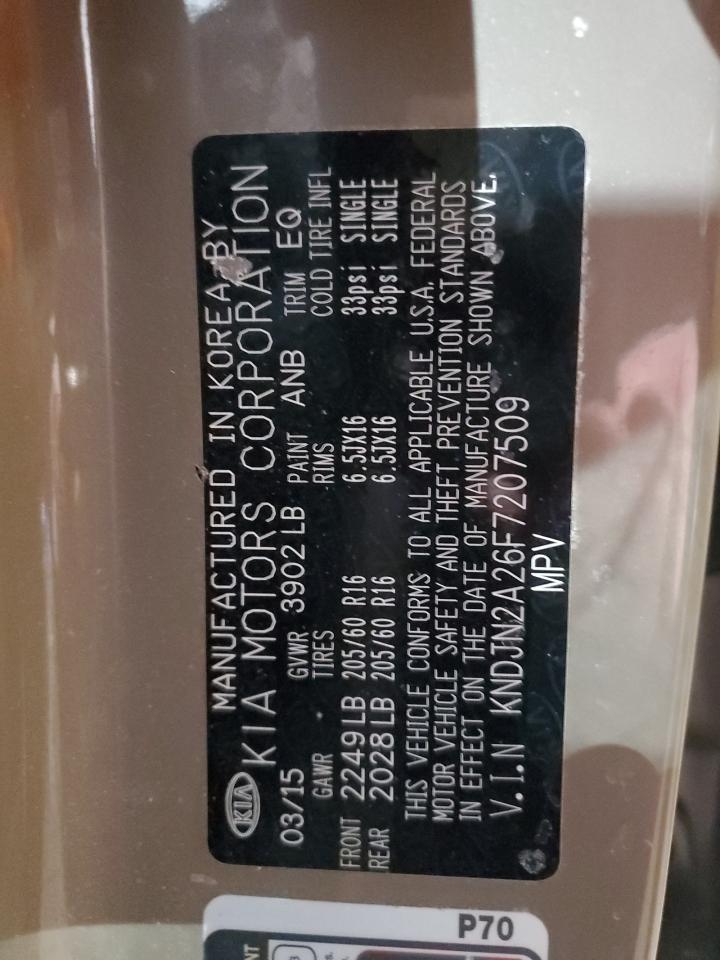 MANUFACTURED IN KOREA BY
KIA KIA MOTORS CORPORATION
03/15 GVWR 3902 LB PAINT ANB TRIM EQ
GAWR TIRES RIMS COLD TIRE INFL
FRONT 2249 LB 205/60 R16 6.5JX16 33psi SINGLE
REAR 2028 LB 205/60 R16 6.5JX16 33psi SINGLE
THIS VEHICLE CONFORMS TO ALL APPLICABLE U.S.A. FEDERAL
MOTOR VEHICLE SAFETY AND THEFT PREVENTION STANDARDS
IN EFFECT ON THE DATE OF MANUFACTURE SHOWN ABOVE.
V.I.N KNDJN2A26F7207509
MPV
P70